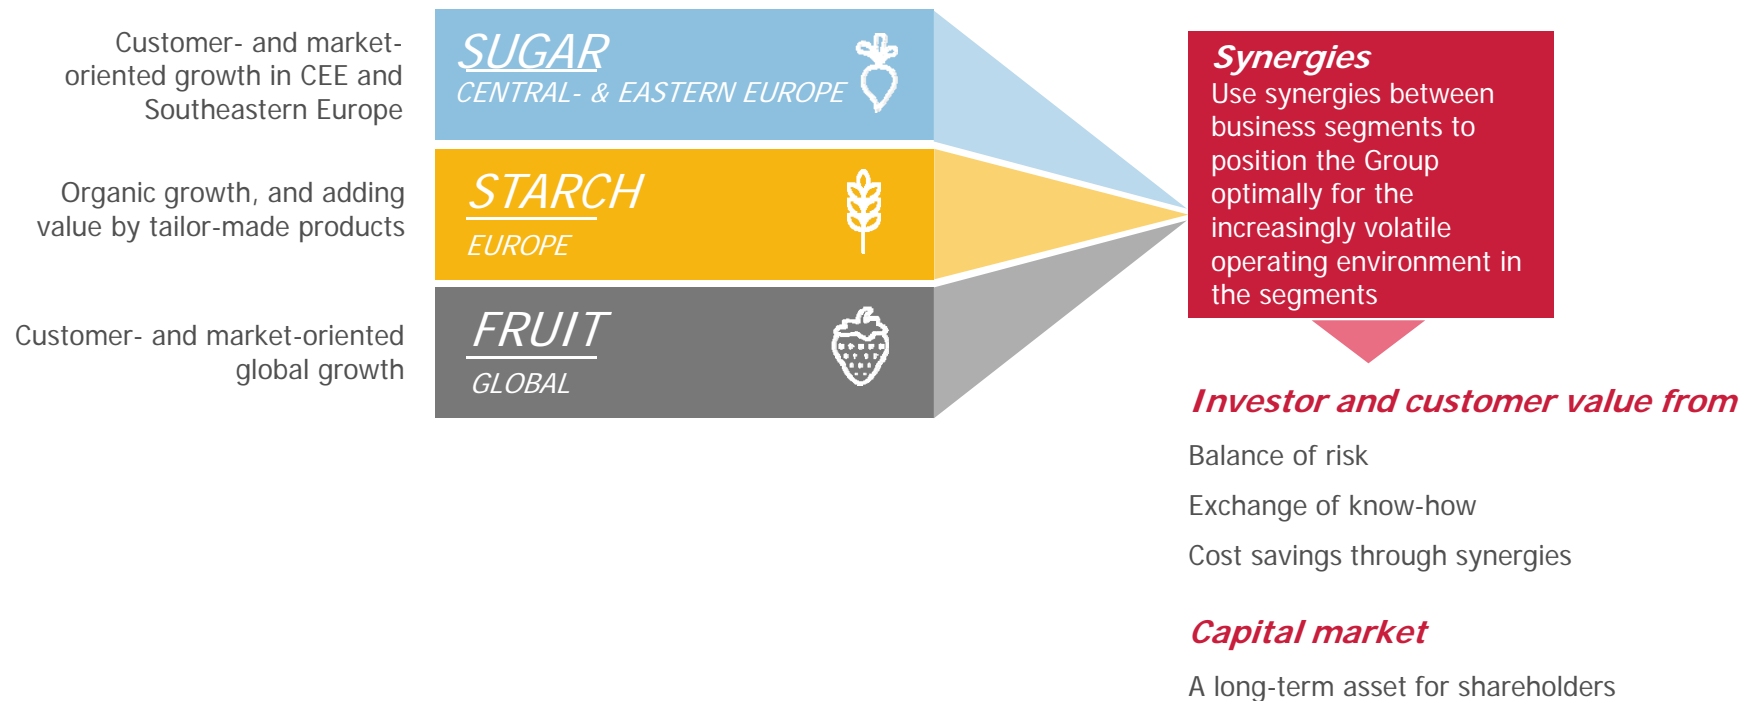 Customer- and market-
oriented growth in CEE and
Southeastern Europe
SUGAR
CENTRAL- & EASTERN EUROPE
Organic growth, and adding
value by tailor-made products
STARCH
EUROPE
Customer- and market-oriented
global growth
FRUIT
GLOBAL
Synergies
Use synergies between
business segments to
position the Group
optimally for the
increasingly volatile
operating environment in
the segments
Investor and customer value from
Balance of risk
Exchange of know-how
Cost savings through synergies
Capital market
A long-term asset for shareholders